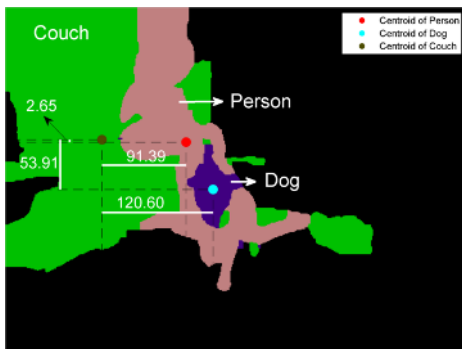 Couch
Centroid of Person
Centroid of Dog
Centroid of Couch
2.65
Person
53.91
91.39
Dog
120.60